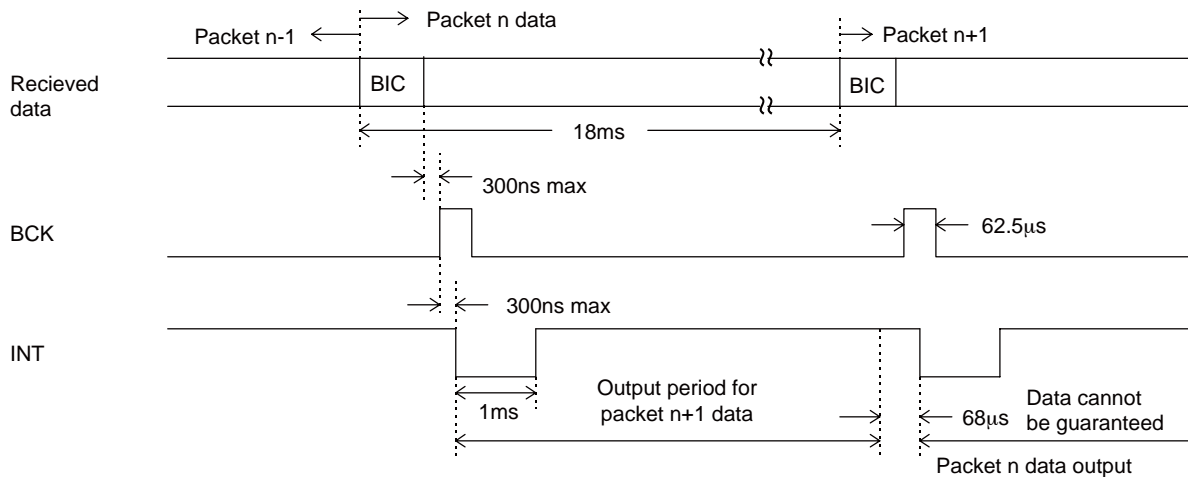 Packet n data
Packet n-1
Packet n+1
Recieved
data
BIC
BIC
18ms
300ns max
BCK
62.5μs
300ns max
INT
1ms
Output period for
packet n+1 data
68μs
Data cannot
be guaranteed
Packet n data output